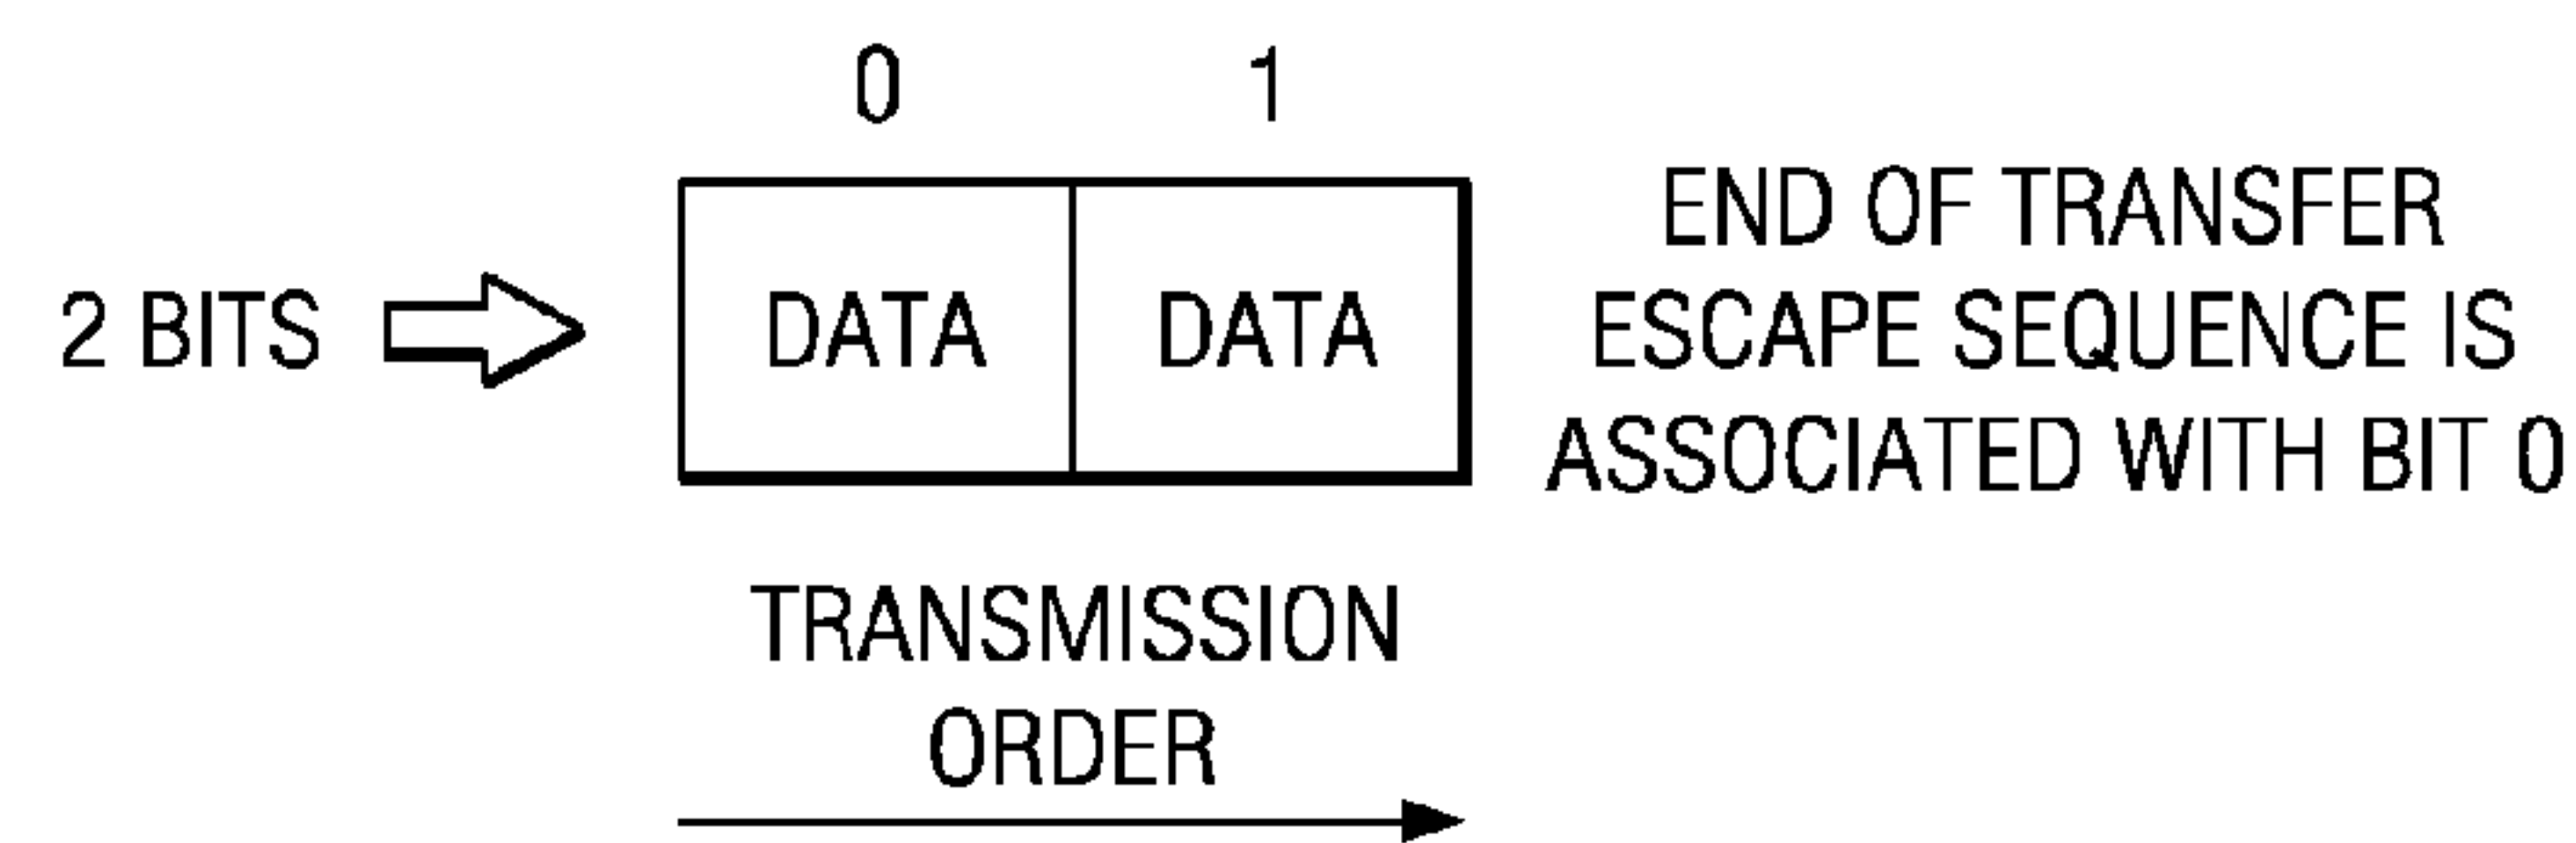 0 1
2 BITS DATA DATA
END OF TRANSFER
ESCAPE SEQUENCE IS
ASSOCIATED WITH BIT 0
TRANSMISSION
ORDER